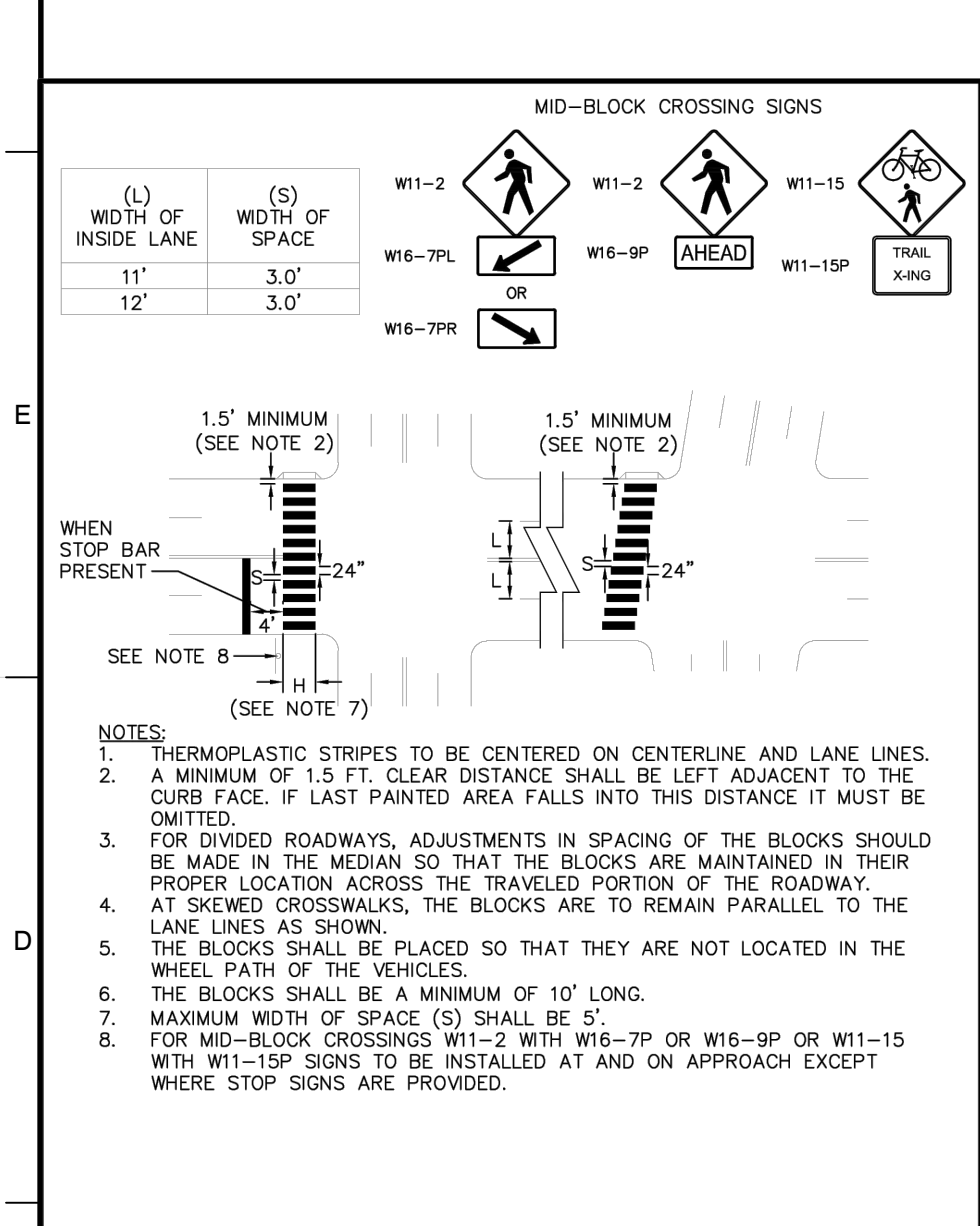 MID-BLOCK CROSSING SIGNS
(L)
WIDTH OF
INSIDE LANE
(S)
WIDTH OF
SPACE
11' 3.0'
12' 3.0'
W11-2
W16-7PL
OR
W16-7PR
W11-2
W16-9P
AHEAD
W11-15
W11-15P
TRAIL
X-ING
E
1.5' MINIMUM
(SEE NOTE 2)
1.5' MINIMUM
(SEE NOTE 2)
WHEN
STOP BAR
PRESENT
S
24"
4'
L
L
S
24"
SEE NOTE 8
H
(SEE NOTE 7)
D
NOTES:
1. THERMOPLASTIC STRIPES TO BE CENTERED ON CENTERLINE AND LANE LINES.
2. A MINIMUM OF 1.5 FT. CLEAR DISTANCE SHALL BE LEFT ADJACENT TO THE
CURB FACE. IF LAST PAINTED AREA FALLS INTO THIS DISTANCE IT MUST BE
OMITTED.
3. FOR DIVIDED ROADWAYS, ADJUSTMENTS IN SPACING OF THE BLOCKS SHOULD
BE MADE IN THE MEDIAN SO THAT THE BLOCKS ARE MAINTAINED IN THEIR
PROPER LOCATION ACROSS THE TRAVELED PORTION OF THE ROADWAY.
4. AT SKEWED CROSSWALKS, THE BLOCKS ARE TO REMAIN PARALLEL TO THE
LANE LINES AS SHOWN.
5. THE BLOCKS SHALL BE PLACED SO THAT THEY ARE NOT LOCATED IN THE
WHEEL PATH OF THE VEHICLES.
6. THE BLOCKS SHALL BE A MINIMUM OF 10' LONG.
7. MAXIMUM WIDTH OF SPACE (S) SHALL BE 5'.
8. FOR MID-BLOCK CROSSINGS W11-2 WITH W16-7P OR W16-9P OR W11-15
WITH W11-15P SIGNS TO BE INSTALLED AT AND ON APPROACH EXCEPT
WHERE STOP SIGNS ARE PROVIDED.